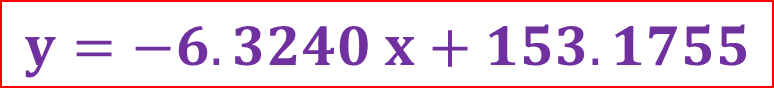 y = −6.3240 x + 153.1755